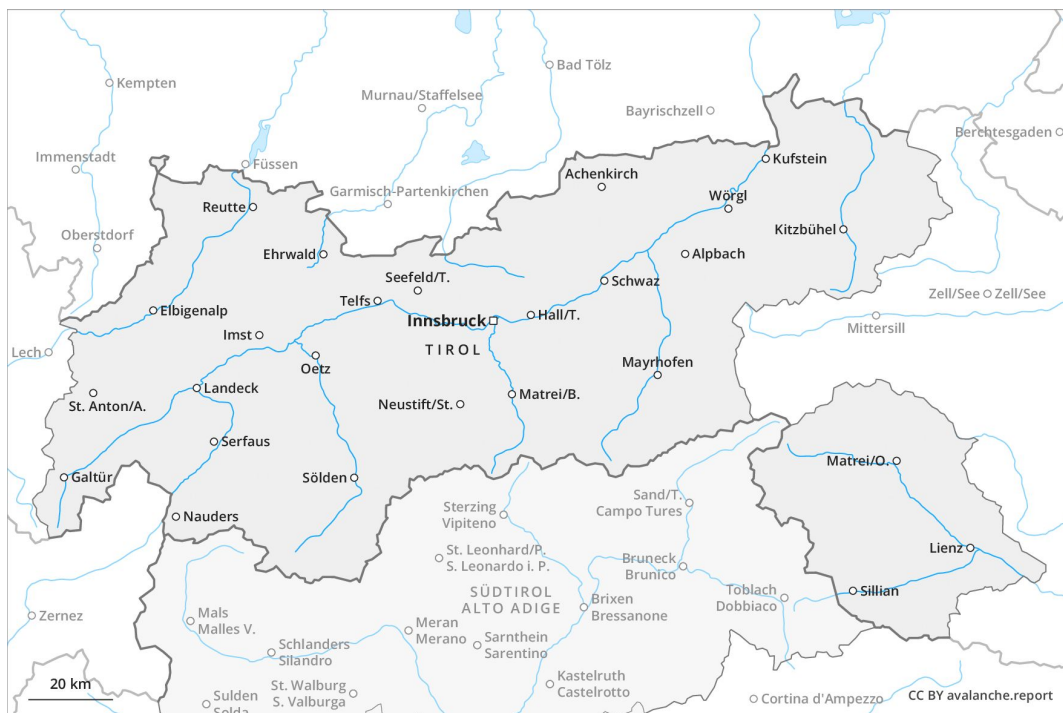 Kempten
Bad Tölz
Murnau/Staffelsee
Bayrischzell
Berchtesgaden
Immenstadt
Füssen
Kufstein
Achenkirch
Garmisch-Partenkirchen
Wörgl
Reutte
Kitzbühel
Oberstdorf
Ehrwald
Alpbach
Seefeld/T.
Schwaz
Zell/See
Zell/See
Telfs
Elbigenalp
Hall/T.
Mittersill
Innsbruck
Imst
TIROL
Lech
Oetz
Mayrhofen
Landeck
St. Anton/A.
Neustift/St.
Matrei/B.
Serfaus
Matrei/O.
Galtür
Sölden
Sand/T.
Campo Tures
Sterzing
Vipiteno
Nauders
Lienz
St. Leonhard/P.
S. Leonardo i. P.
Bruneck
Brunico
SÜDTIROL
ALTO ADIGE
Sillian
Toblach
Dobbiaco
Brixen
Bressanone
Zernez
Mals
Malles V.
Meran
Merano
Sarnthein
Sarentino
Schlanders
Silandro
20 km
St. Walburg
S. Valburga
Kastelruth
Castelrotto
Sulden
Solda
Cortina d'Ampezzo
CC BY avalanche.report